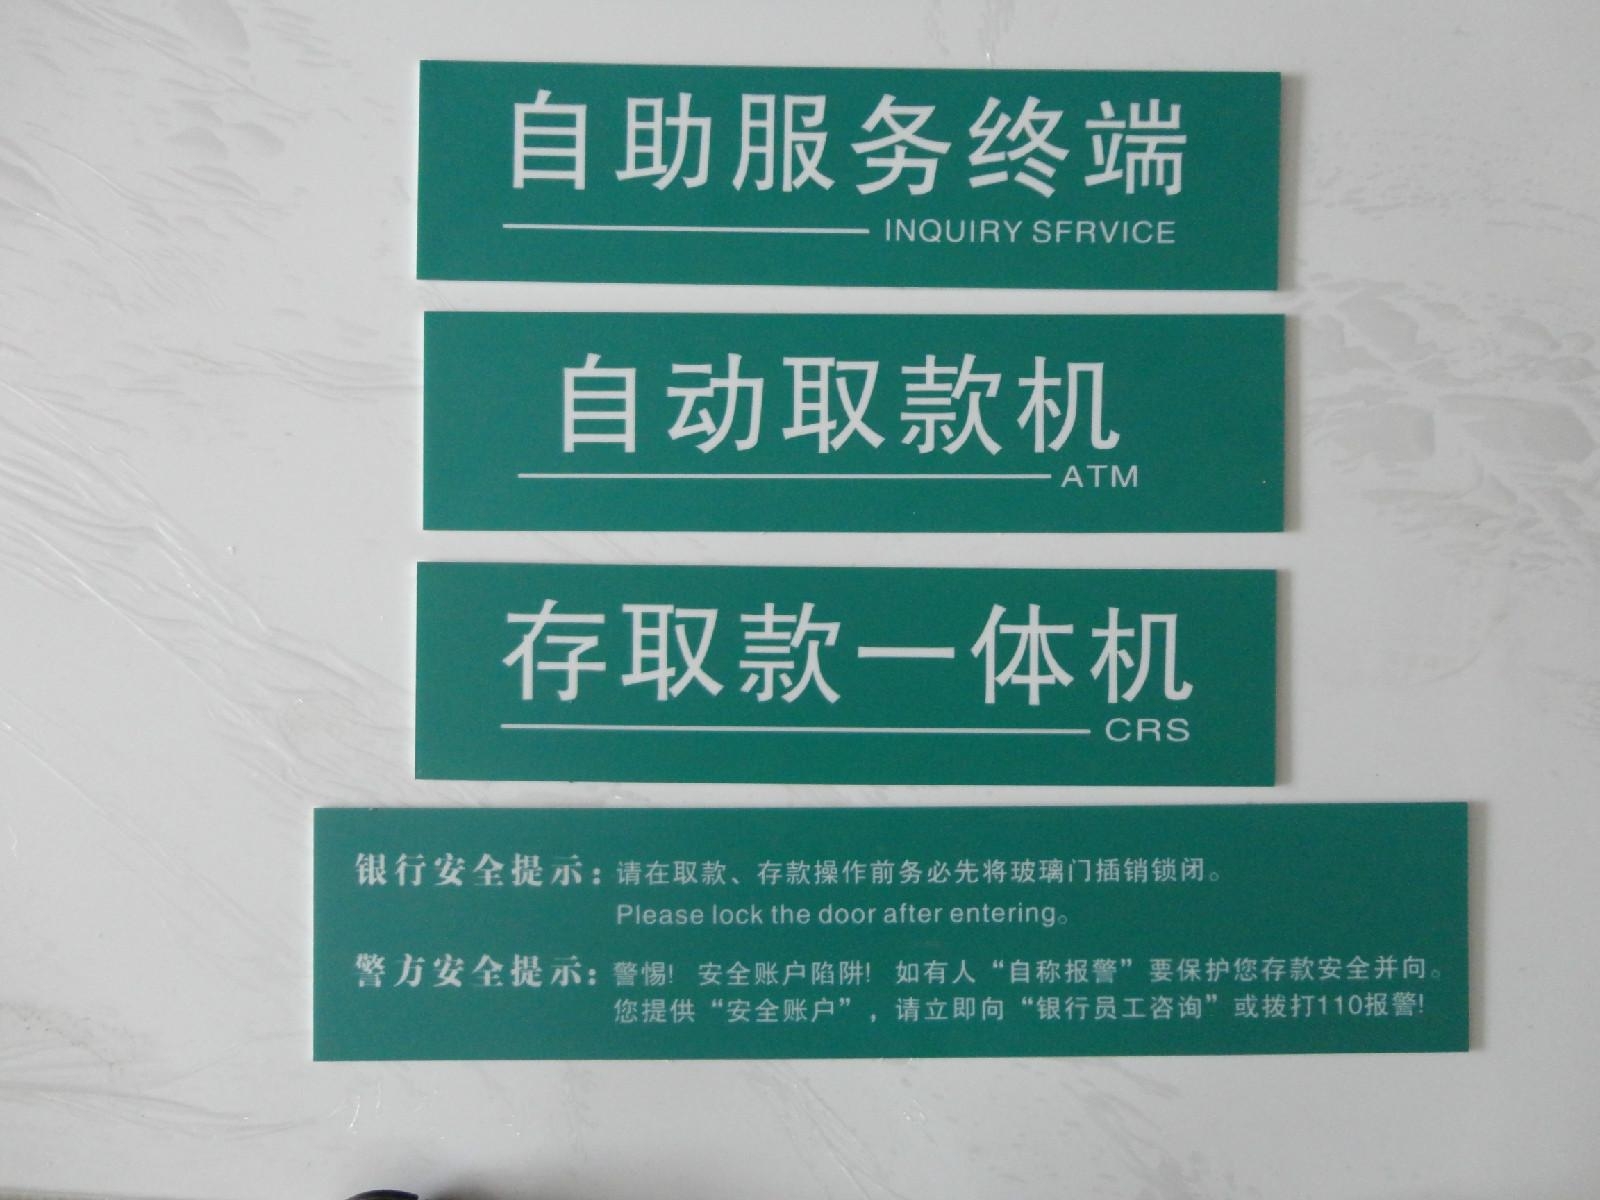 自助服务终端
INQUIRY SFRVICE
自动取款机
ATM
存取款一体机
CRS
银行安全提示：请在取款、存款操作前务必先将玻璃门插销锁闭。
Please lock the door after entering。
警方安全提示：警惕！ 安全账户陷阱！ 如有人“自称报警”要保护您存款安全并向。
您提供“安全账户”，请立即向“银行员工咨询”或拨打110报警！